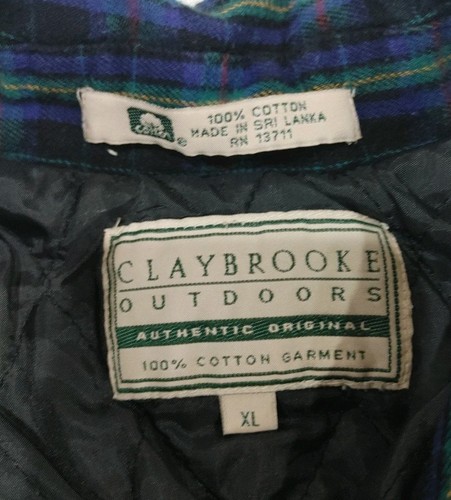 100% COTTON
MADE IN SRI LANKA
RN 13711
CLAYBROOKE
OUTDOORS
AUTHENTIC ORIGINAL
100% COTTON GARMENT
XL